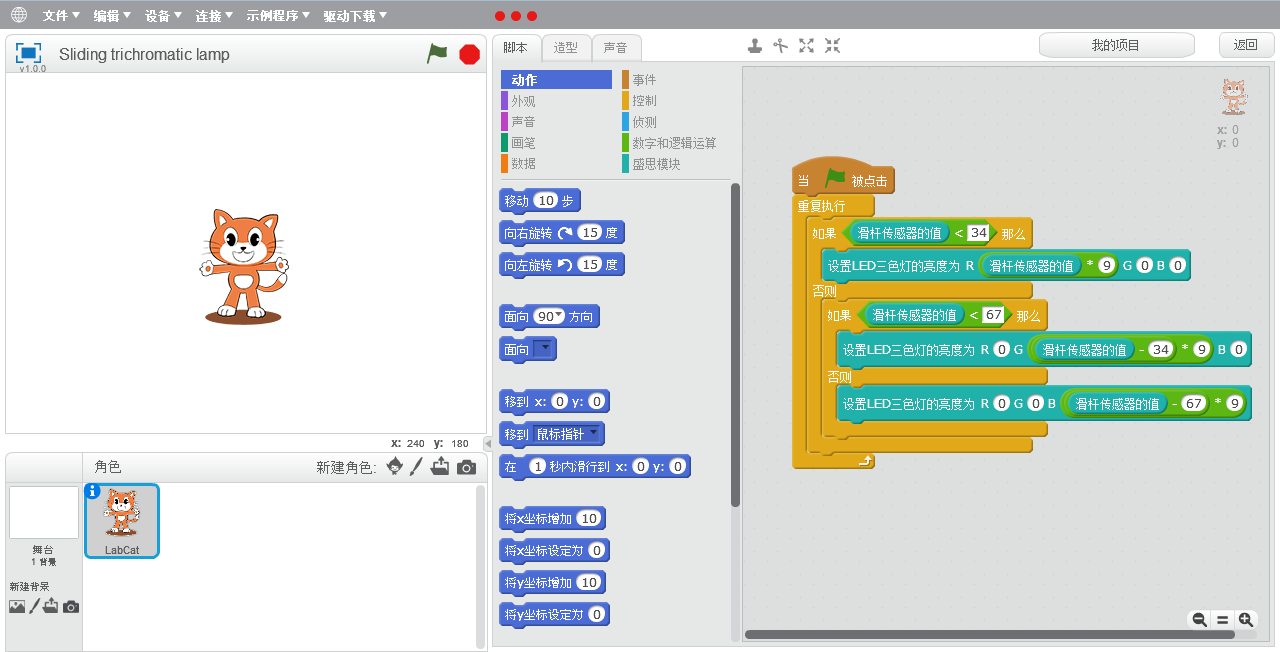 文件 编辑 设备 连接 示例程序 驱动下载
v1.0.0
Sliding trichromatic lamp
脚本 造型 声音
我的项目 返回
动作 事件
外观 控制
声音 侦测
画笔 数字和逻辑运算
数据 盛思模块
移动 10 步
向右旋转 15 度
向左旋转 15 度
面向 90 方向
面向
移到 x: 0 y: 0
移到 鼠标指针
在 1 秒内滑行到 x: 0 y: 0
将x坐标增加 10
将x坐标设定为 0
将y坐标增加 10
将y坐标设定为 0
x: 0
y: 0
当 被点击
重复执行
如果 滑杆传感器的值 < 34 那么
设置LED三色灯的亮度为 R 滑杆传感器的值 * 9 G 0 B 0
否则
如果 滑杆传感器的值 < 67 那么
设置LED三色灯的亮度为 R 0 G 滑杆传感器的值 - 34 * 9 B 0
否则
设置LED三色灯的亮度为 R 0 G 0 B 滑杆传感器的值 - 67 * 9
x: 240 y: 180
角色 新建角色:
LabCat
舞台
1 背景
新建背景